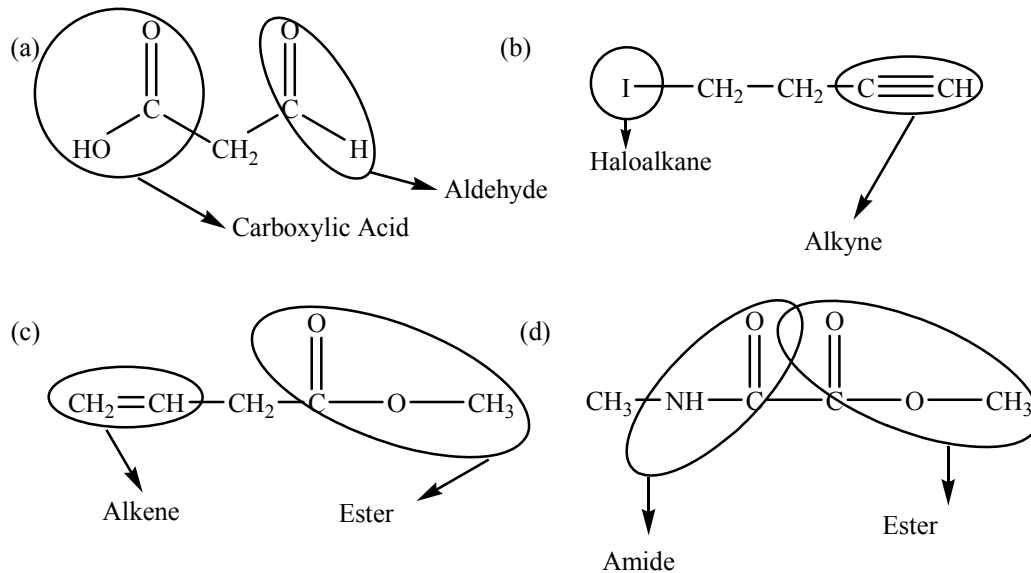 (a)
O
O
C
C
HO
CH2
H
Aldehyde
Carboxylic Acid
(b)
I—CH2—CH2—C≡CH
Haloalkane
Alkyne
(c)
O
CH2=CH—CH2—C—O—CH3
Alkene
Ester
(d)
O
O
CH3—NH—C—C—O—CH3
Amide
Ester